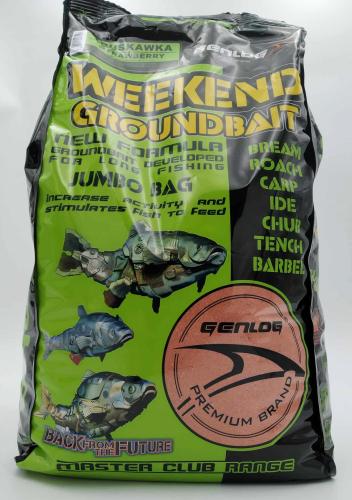 TRUSKAWKA
STRAWBERRY
GENLOG
WEEKEND
GROUNDBAIT
NEW FORMULA
GROUNDBAIT DEVELOPED
FOR LONG FISHING
JUMBO BAG
INCREASE ACTIVITY AND
STIMULATES FISH TO FEED
BREAM
ROACH
CARP
IDE
CHUB
TENCH
BARBEL
GENLOG
PREMIUM BRAND
BACK FROM THE FUTURE
MASTER CLUB RANGE